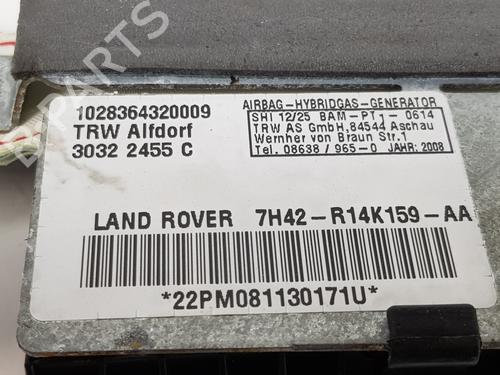 1028364320009
TRW Alfdorf
3032 2455 C
AIRBAG-HYBRIDGAS-GENERATOR
SHI 12/25 BAM-PT1-0614
TRW AS GmbH,84544 Aschau
Wernher von Braun Str.1
Tel. 08638/965-0 JAHR: 2008
LAND ROVER 7H42-R14K159-AA
*22PM081130171U*